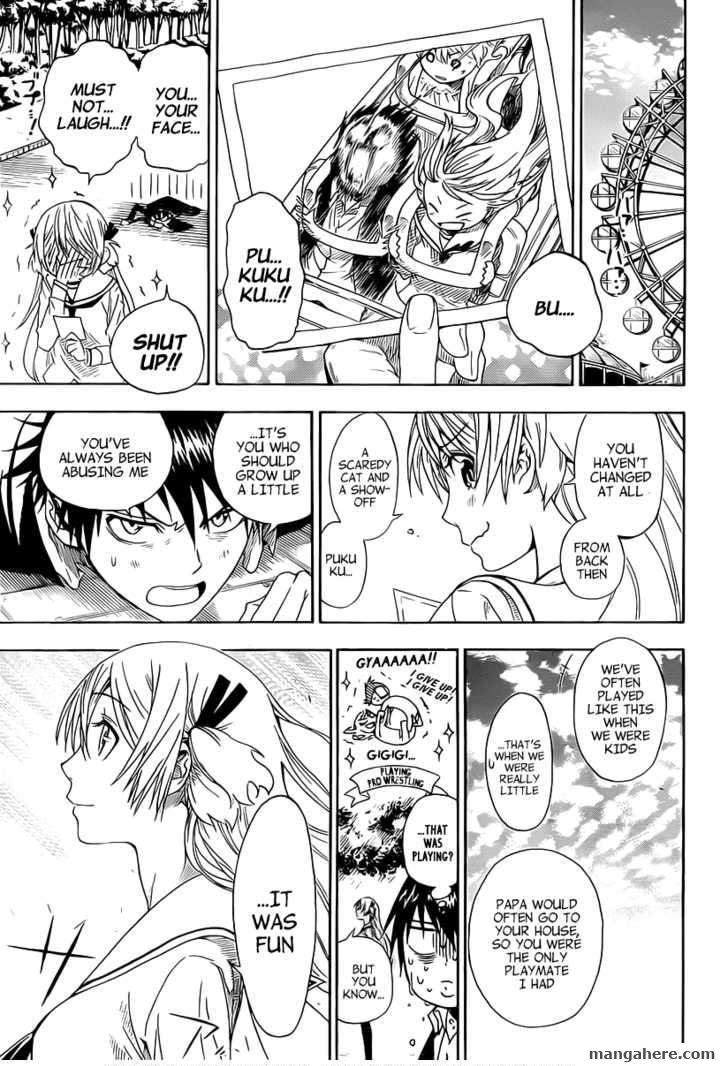 BU....
PU...
KUKU
KU...!!
YOU...
YOUR
FACE...
MUST
NOT...
LAUGH...!!
SHUT
UP!!
YOU
HAVEN'T
CHANGED
AT ALL
FROM
BACK
THEN
A
SCAREDY
CAT AND
A SHOW-
OFF
PUKU
KU...
...IT'S
YOU WHO
SHOULD
GROW UP
A LITTLE
YOU'VE
ALWAYS BEEN
ABUSING ME
WE'VE
OFTEN
PLAYED
LIKE THIS
WHEN
WE WERE
KIDS
...THAT'S
WHEN WE
WERE
REALLY
LITTLE
PAPA WOULD
OFTEN GO TO
YOUR HOUSE,
SO YOU WERE
THE ONLY
PLAYMATE
I HAD
GYAAAAAA!!
I GIVE UP!
I GIVE UP!
GIGIGI...
PLAYING
PRO WRESTLING
...THAT
WAS
PLAYING?
BUT
YOU
KNOW...
...IT
WAS
FUN
mangahere.com